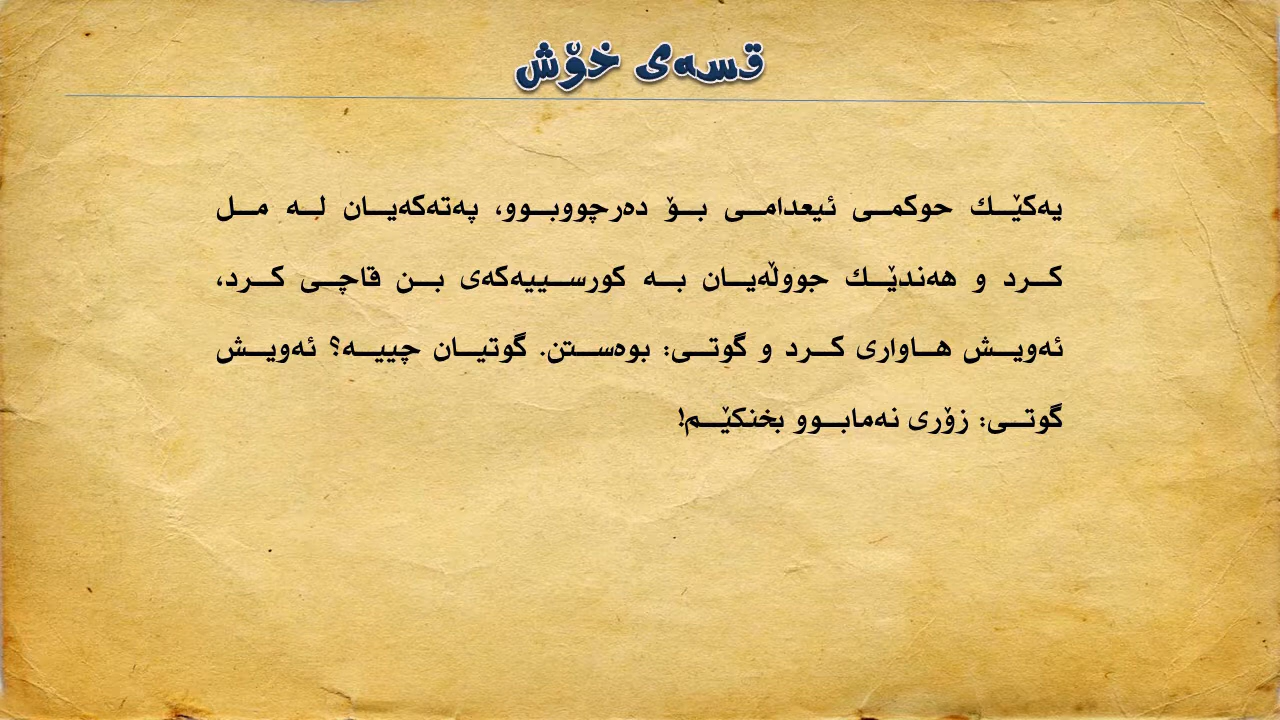 قسەی خۆش
یەکێـك حوکمـی ئیعدامـی بـۆ دەرچووبـوو، پەتەکەیـان لـە مـل
کـرد و هەندێـك جووڵەیـان بـە کورسـییەکەی بـن قاچـی کـرد،
ئەویـش هـاواری کـرد و گوتـی: بوەسـتن. گوتیـان چییـە؟ ئەویـش
گوتـی: زۆری نەمابـوو بخنکێـم!